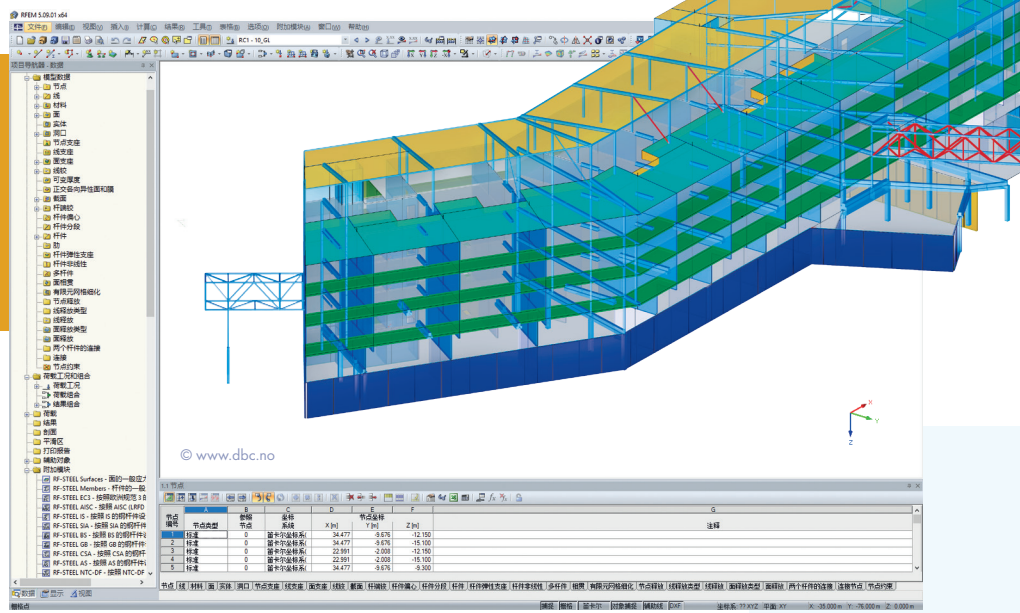 RFEM 5.09.01 x64
文件(F) 编辑(E) 视图(V) 插入(I) 计算(C) 结果(R) 工具(T) 表格(B) 选项(O) 附加模块(M) 窗口(W) 帮助(H)
RC1 - 10_GL
项目导航器 - 数据
模型数据
节点
线
材料
面
实体
洞口
节点支座
线支座
面支座
线铰
可变厚度
正交各向异性面和膜
截面
杆端铰
杆件偏心
杆件分段
杆件
肋
杆件弹性支座
杆件非线性
多杆件
面相贯
有限元网格细化
节点释放
线释放类型
线释放
面释放类型
面释放
两个杆件的连接
连接
节点约束
荷载工况和组合
荷载工况
荷载组合
结果组合
荷载
结果
剖面
平滑区
打印报告
辅助对象
附加模块
RF-STEEL Surfaces - 面的一般应力
RF-STEEL Members - 杆件的一般
RF-STEEL EC3 - 按照欧洲规范 3
RF-STEEL AISC - 按照 AISC (LRFD
RF-STEEL IS - 按照 IS 的钢杆件设
RF-STEEL SIA - 按照 SIA 的钢杆件
RF-STEEL BS - 按照 BS 的钢杆件设
RF-STEEL GB - 按照 GB 的钢杆件
RF-STEEL CSA - 按照 CSA 的钢杆
RF-STEEL AS - 按照 AS 的钢杆件
RF-STEEL NTC-DF - 按照 NTC-DF
数据 显示 视图
栅格点
© www.dbc.no
X
Y
Z
1.1 节点
A B C D E F G
节点 参照 坐标 节点坐标
编号 节点类型 节点 系统 X [m] Y [m] Z [m] 注释
1 标准 0 笛卡尔坐标系( 34.477 -9.676 -12.150
2 标准 0 笛卡尔坐标系( 34.477 -9.676 -15.100
3 标准 0 笛卡尔坐标系( 22.991 -2.008 -12.150
4 标准 0 笛卡尔坐标系( 22.991 -2.008 -15.100
5 标准 0 笛卡尔坐标系( 34.477 -9.676 -9.300
节点 线 材料 面 实体 洞口 节点支座 线支座 面支座 线铰 截面 杆端铰 杆件偏心 杆件分段 杆件 杆件弹性支座 杆件非线性 多杆件 相贯 有限元网格细化 节点释放 线释放类型 线释放 面释放类型 面释放 两个杆件的连接 连接节点 节点约束
捕捉 栅格 笛卡尔 对象捕捉 辅助线 DXF 坐标系: ?? XYZ 平面: XY X: -35.000 m Y: -76.000 m Z: 0.000 m